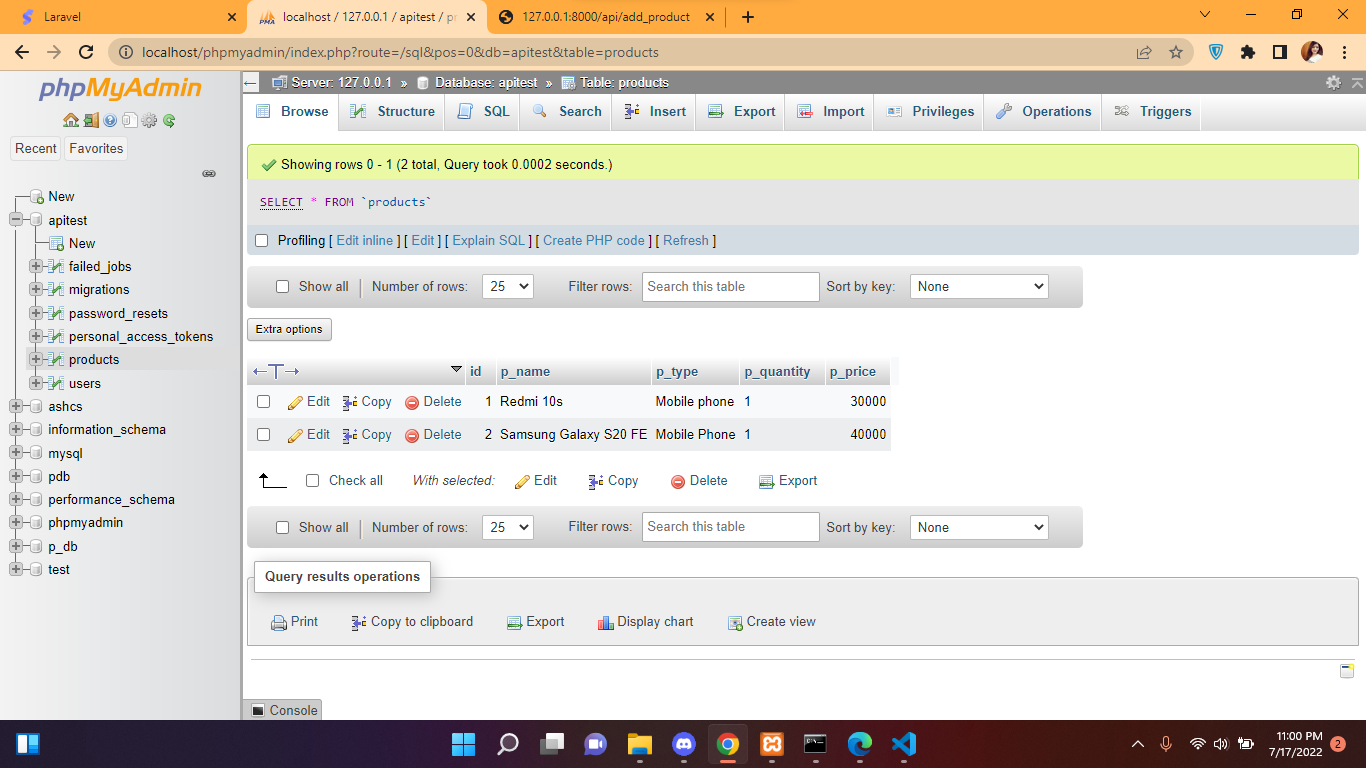 Laravel
localhost / 127.0.0.1 / apitest / pr
127.0.0.1:8000/api/add_product
localhost/phpmyadmin/index.php?route=/sql&pos=0&db=apitest&table=products
phpMyAdmin
Recent Favorites
New
apitest
New
failed_jobs
migrations
password_resets
personal_access_tokens
products
users
ashcs
information_schema
mysql
pdb
performance_schema
phpmyadmin
p_db
test
Server: 127.0.0.1 » Database: apitest » Table: products
Browse Structure SQL Search Insert Export Import Privileges Operations Triggers
Showing rows 0 - 1 (2 total, Query took 0.0002 seconds.)
SELECT * FROM `products`
Profiling [ Edit inline ] [ Edit ] [ Explain SQL ] [ Create PHP code ] [ Refresh ]
Show all | Number of rows: 25 Filter rows: Search this table Sort by key: None
Extra options
←T→ id p_name p_type p_quantity p_price
Edit Copy Delete 1 Redmi 10s Mobile phone 1 30000
Edit Copy Delete 2 Samsung Galaxy S20 FE Mobile Phone 1 40000
Check all With selected: Edit Copy Delete Export
Show all | Number of rows: 25 Filter rows: Search this table Sort by key: None
Query results operations
Print Copy to clipboard Export Display chart Create view
Console
11:00 PM
7/17/2022 2